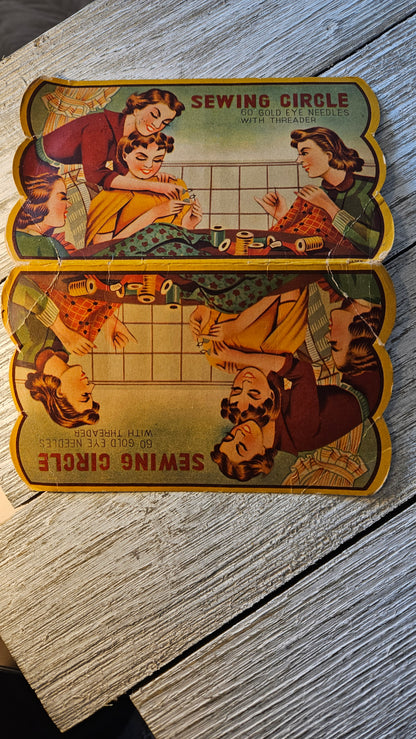 SEWING CIRCLE
60 GOLD EYE NEEDLES
WITH THREADER
SEWING CIRCLE
60 GOLD EYE NEEDLES
WITH THREADER